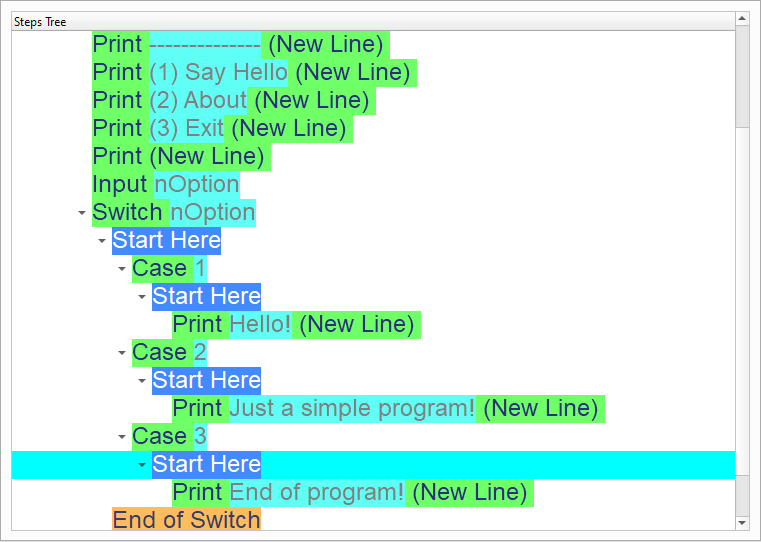 Steps Tree
Print -------------- (New Line)
Print (1) Say Hello (New Line)
Print (2) About (New Line)
Print (3) Exit (New Line)
Print (New Line)
Input nOption
Switch nOption
Start Here
Case 1
Start Here
Print Hello! (New Line)
Case 2
Start Here
Print Just a simple program! (New Line)
Case 3
Start Here
Print End of program! (New Line)
End of Switch